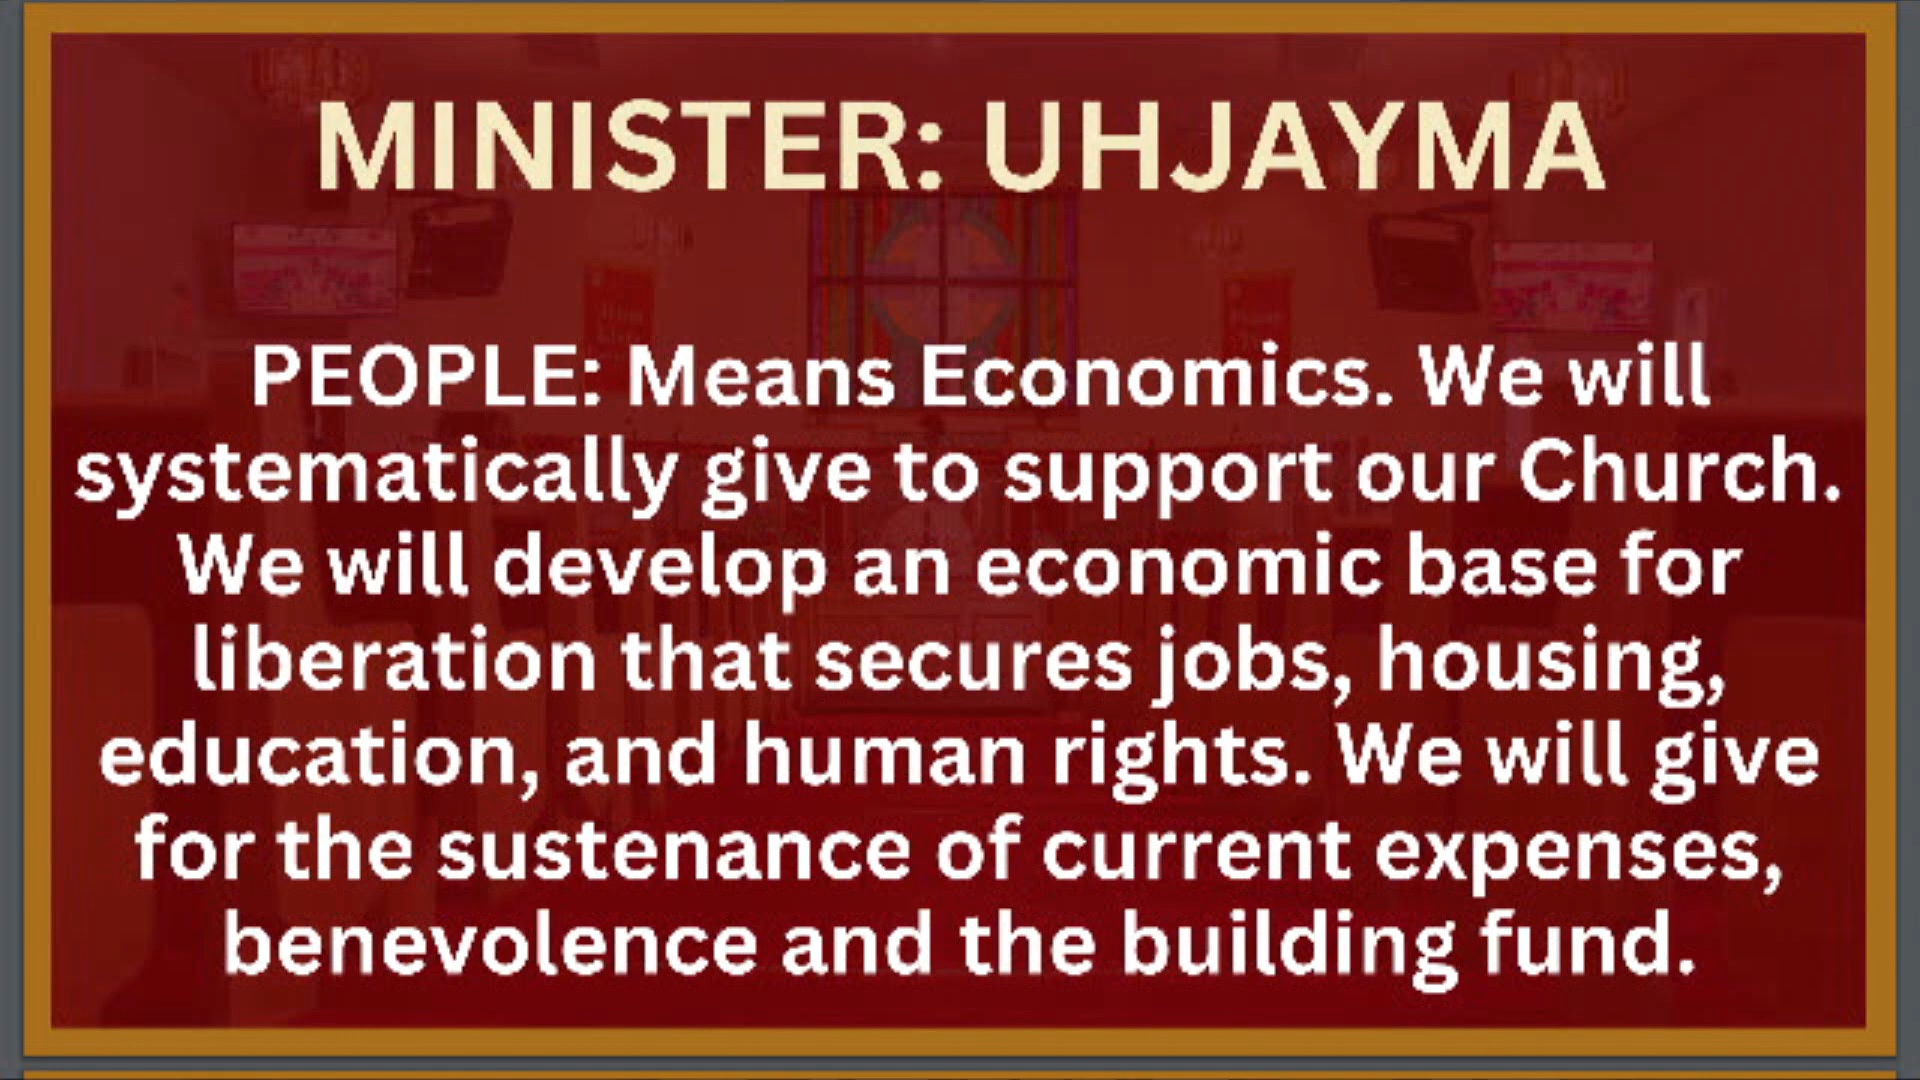 MINISTER: UHJAYMA
PEOPLE: Means Economics. We will
systematically give to support our Church.
We will develop an economic base for
liberation that secures jobs, housing,
education, and human rights. We will give
for the sustenance of current expenses,
benevolence and the building fund.